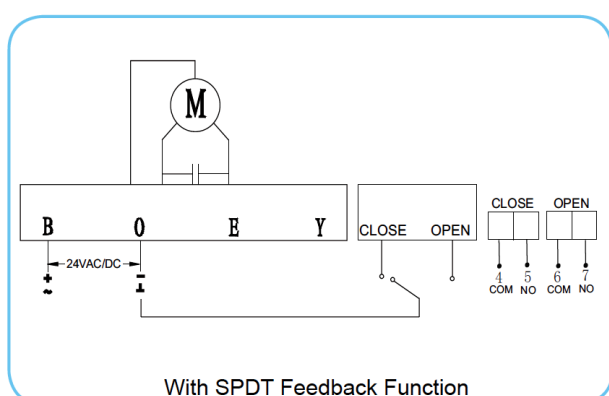 M
B O E Y
CLOSE OPEN
CLOSE OPEN
24VAC/DC
+ −
~ ⊥
4 5 6 7
COM NO COM NO
With SPDT Feedback Function